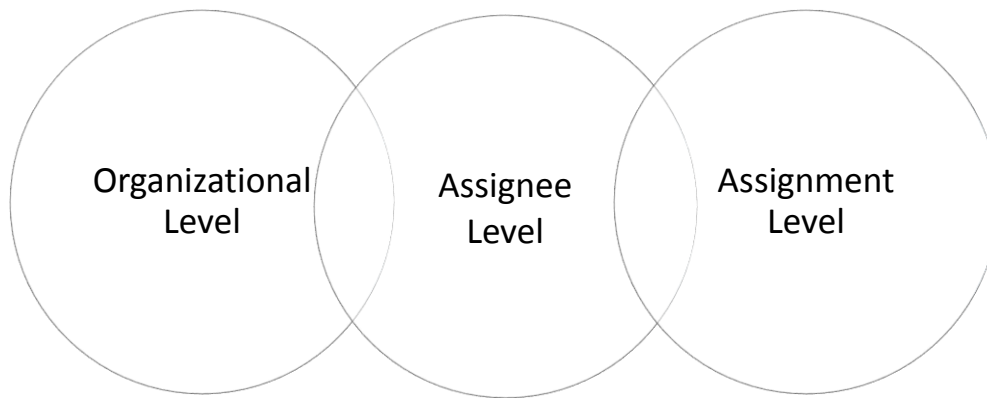 Organizational
Level
Assignee
Level
Assignment
Level